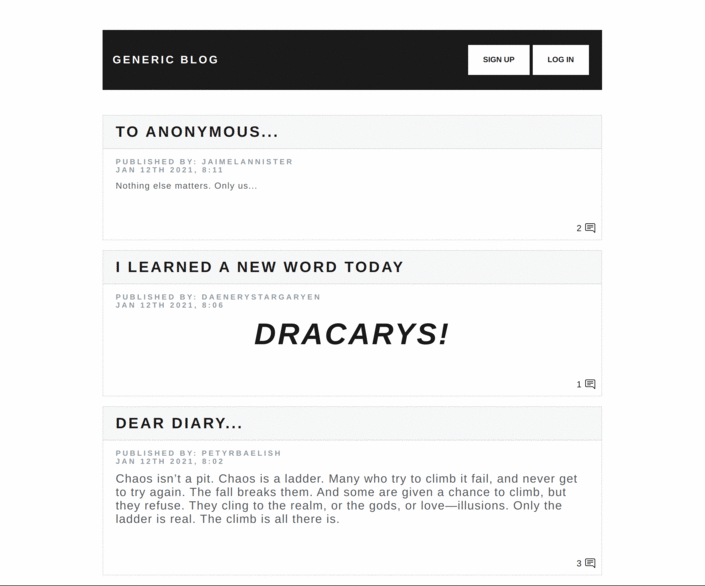 GENERIC BLOG
SIGN UP
LOG IN
TO ANONYMOUS...
PUBLISHED BY: JAIMELANNISTER
JAN 12TH 2021, 8:11
Nothing else matters. Only us...
2
I LEARNED A NEW WORD TODAY
PUBLISHED BY: DAENERYSTARGARYEN
JAN 12TH 2021, 8:06
DRACARYS!
1
DEAR DIARY...
PUBLISHED BY: PETYRBAELISH
JAN 12TH 2021, 8:02
Chaos isn’t a pit. Chaos is a ladder. Many who try to climb it fail, and never get
to try again. The fall breaks them. And some are given a chance to climb, but
they refuse. They cling to the realm, or the gods, or love—illusions. Only the
ladder is real. The climb is all there is.
3